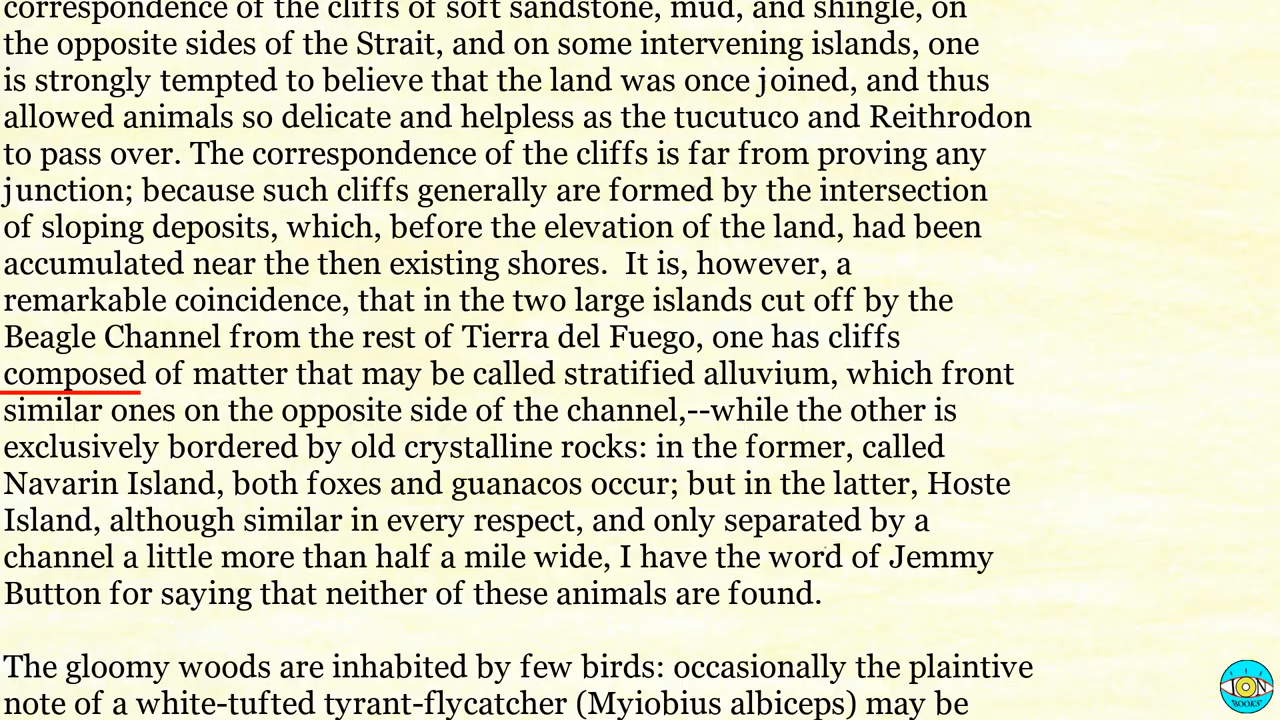 correspondence of the cliffs of soft sandstone, mud, and shingle, on
the opposite sides of the Strait, and on some intervening islands, one
is strongly tempted to believe that the land was once joined, and thus
allowed animals so delicate and helpless as the tucutuco and Reithrodon
to pass over. The correspondence of the cliffs is far from proving any
junction; because such cliffs generally are formed by the intersection
of sloping deposits, which, before the elevation of the land, had been
accumulated near the then existing shores.  It is, however, a
remarkable coincidence, that in the two large islands cut off by the
Beagle Channel from the rest of Tierra del Fuego, one has cliffs
composed of matter that may be called stratified alluvium, which front
similar ones on the opposite side of the channel,--while the other is
exclusively bordered by old crystalline rocks: in the former, called
Navarin Island, both foxes and guanacos occur; but in the latter, Hoste
Island, although similar in every respect, and only separated by a
channel a little more than half a mile wide, I have the word of Jemmy
Button for saying that neither of these animals are found.
The gloomy woods are inhabited by few birds: occasionally the plaintive
note of a white-tufted tyrant-flycatcher (Myiobius albiceps) may be
ION
BOOKS